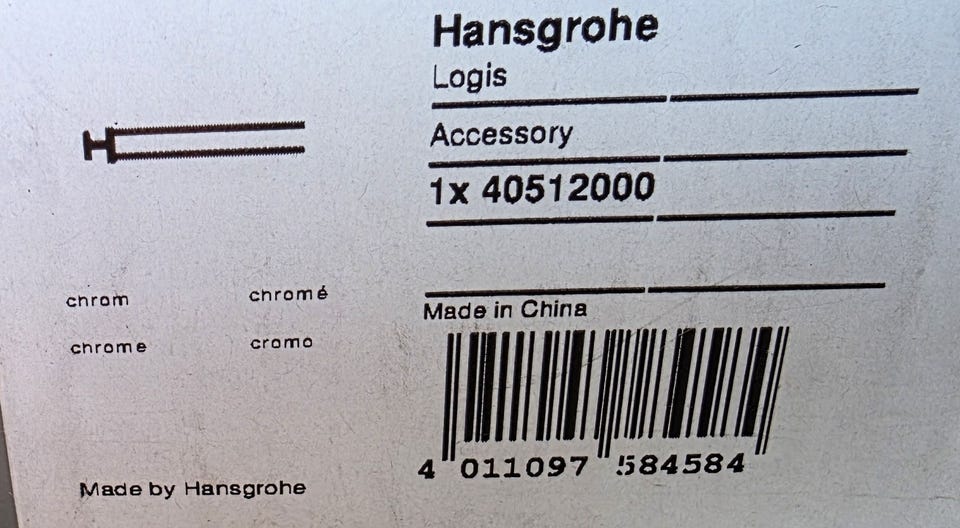 Hansgrohe
Logis
Accessory
1x 40512000
chrom chromé
chrome cromo
Made in China
4 011097 584584
Made by Hansgrohe